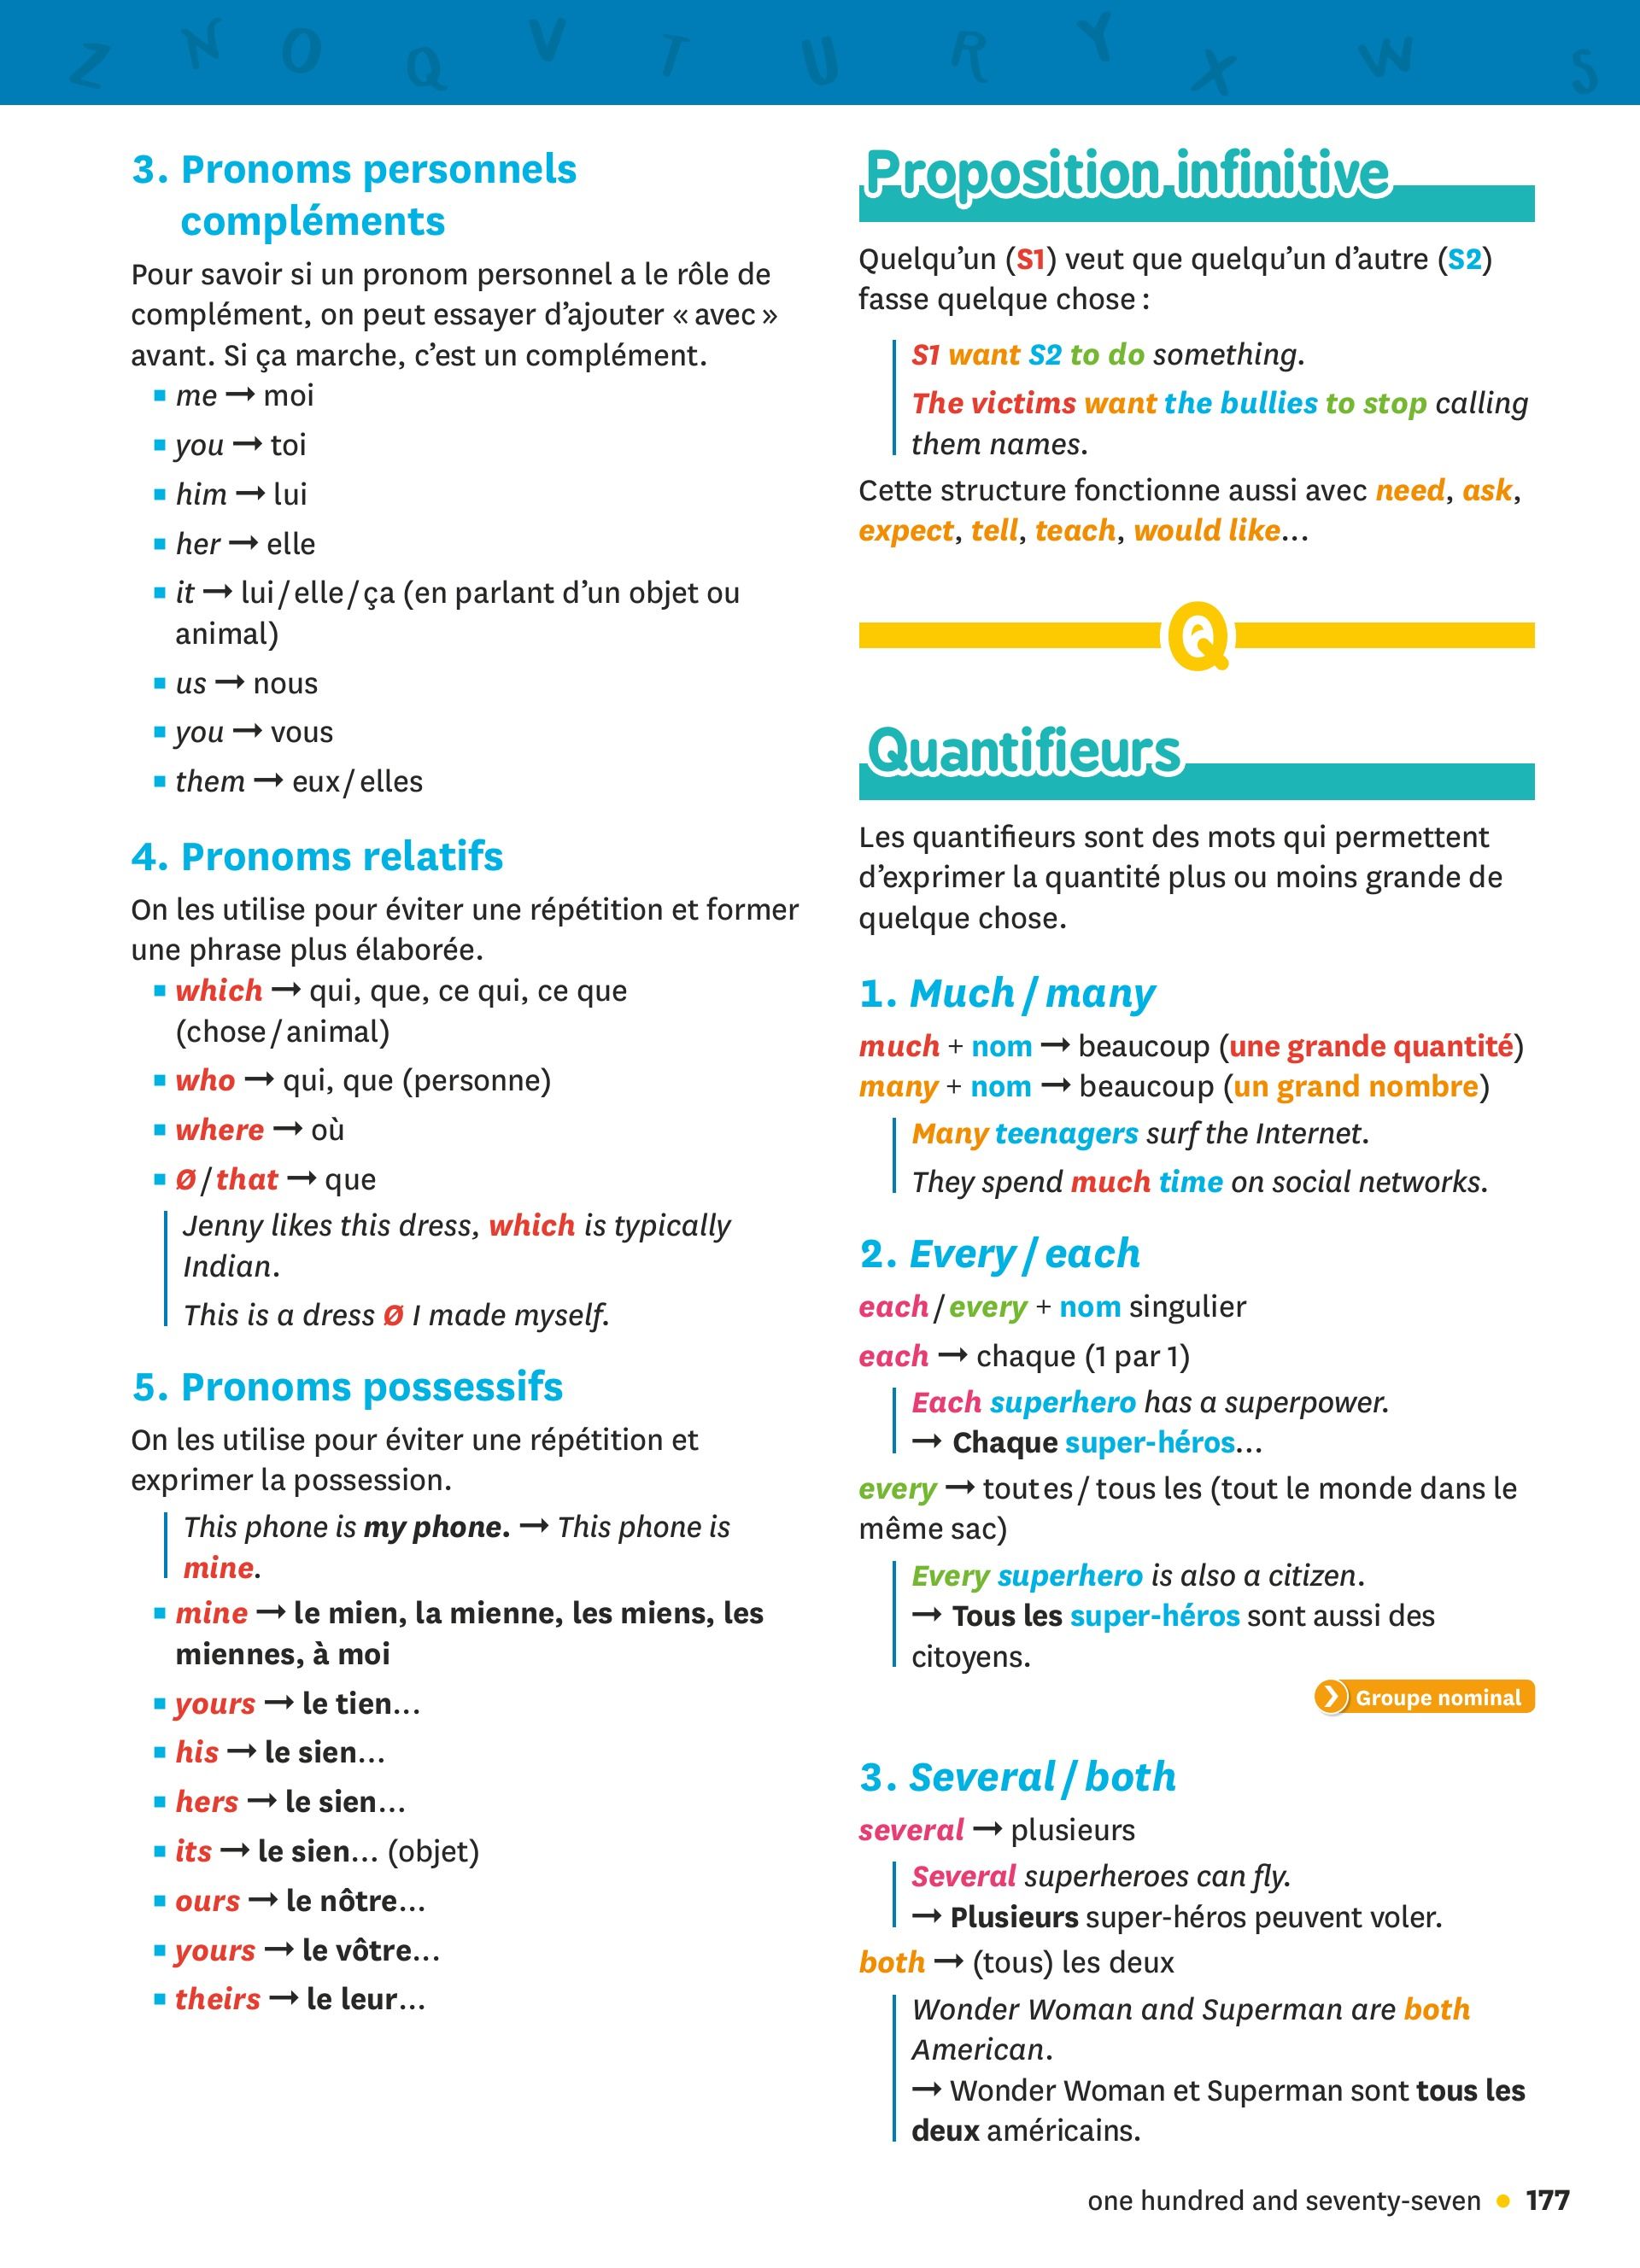 Z N O Q V T U R Y X W S
3. Pronoms personnels
compléments
Pour savoir si un pronom personnel a le rôle de
complément, on peut essayer d'ajouter « avec »
avant. Si ça marche, c'est un complément.
▪ me → moi
▪ you → toi
▪ him → lui
▪ her → elle
▪ it → lui / elle / ça (en parlant d'un objet ou
animal)
▪ us → nous
▪ you → vous
▪ them → eux / elles
4. Pronoms relatifs
On les utilise pour éviter une répétition et former
une phrase plus élaborée.
▪ which → qui, que, ce qui, ce que
(chose / animal)
▪ who → qui, que (personne)
▪ where → où
▪ Ø / that → que
Jenny likes this dress, which is typically
Indian.
This is a dress Ø I made myself.
5. Pronoms possessifs
On les utilise pour éviter une répétition et
exprimer la possession.
This phone is my phone. → This phone is
mine.
▪ mine → le mien, la mienne, les miens, les
miennes, à moi
▪ yours → le tien…
▪ his → le sien…
▪ hers → le sien…
▪ its → le sien… (objet)
▪ ours → le nôtre…
▪ yours → le vôtre…
▪ theirs → le leur…
Proposition infinitive
Quelqu'un (S1) veut que quelqu'un d'autre (S2)
fasse quelque chose :
S1 want S2 to do something.
The victims want the bullies to stop calling
them names.
Cette structure fonctionne aussi avec need, ask,
expect, tell, teach, would like…
Q
Quantifieurs
Les quantifieurs sont des mots qui permettent
d'exprimer la quantité plus ou moins grande de
quelque chose.
1. Much / many
much + nom → beaucoup (une grande quantité)
many + nom → beaucoup (un grand nombre)
Many teenagers surf the Internet.
They spend much time on social networks.
2. Every / each
each / every + nom singulier
each → chaque (1 par 1)
Each superhero has a superpower.
→ Chaque super-héros…
every → toutes / tous les (tout le monde dans le
même sac)
Every superhero is also a citizen.
→ Tous les super-héros sont aussi des
citoyens.
Groupe nominal
3. Several / both
several → plusieurs
Several superheroes can fly.
→ Plusieurs super-héros peuvent voler.
both → (tous) les deux
Wonder Woman and Superman are both
American.
→ Wonder Woman et Superman sont tous les
deux américains.
one hundred and seventy-seven • 177